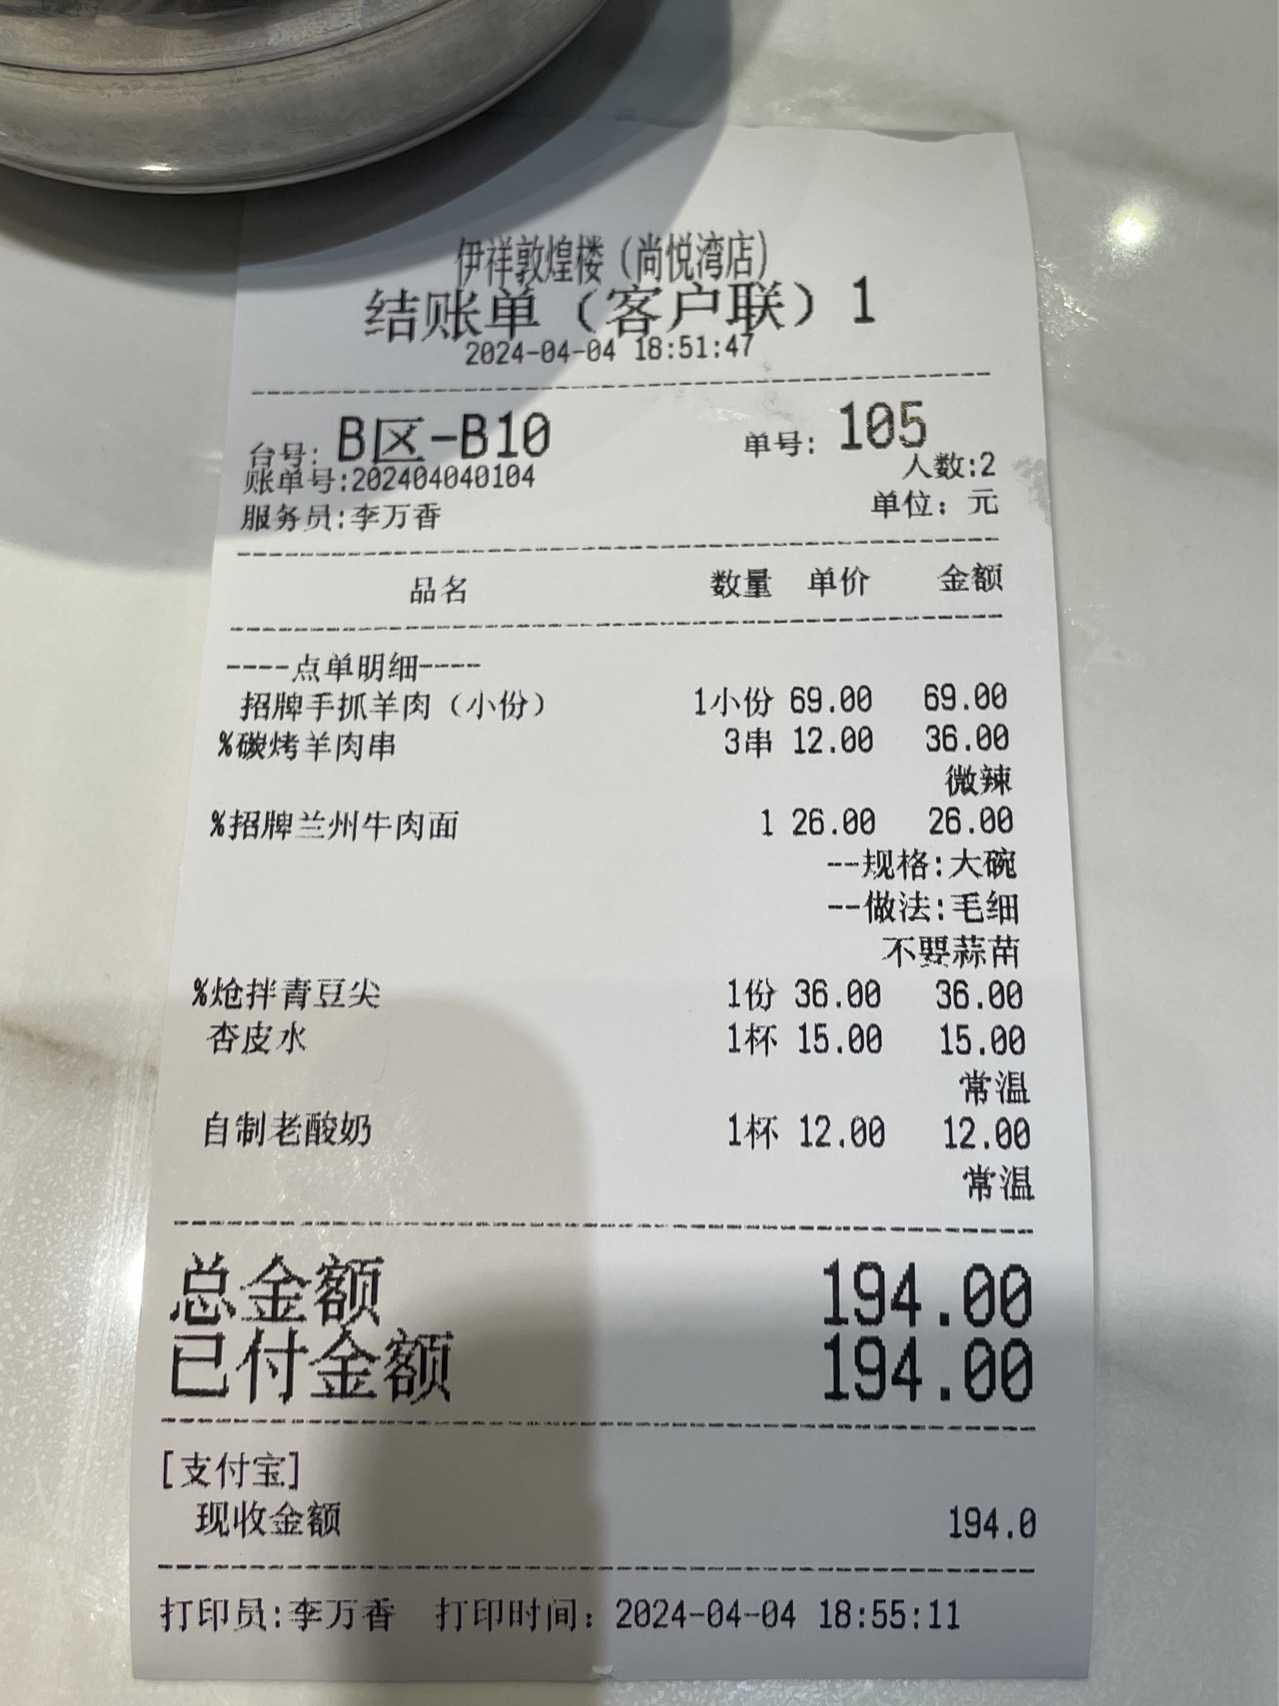 伊祥敦煌楼（尚悦湾店）
结账单（客户联）1
2024-04-04 18:51:47
台号: B区-B10 单号: 105
账单号:202404040104 人数:2
服务员:李万香 单位: 元
品名 数量 单价 金额
----点单明细----
招牌手抓羊肉（小份） 1小份 69.00 69.00
%碳烤羊肉串 3串 12.00 36.00
微辣
%招牌兰州牛肉面 1 26.00 26.00
--规格:大碗
--做法:毛细
不要蒜苗
%炝拌青豆尖 1份 36.00 36.00
杏皮水 1杯 15.00 15.00
常温
自制老酸奶 1杯 12.00 12.00
常温
总金额 194.00
已付金额 194.00
[支付宝]
现收金额 194.0
打印员:李万香 打印时间: 2024-04-04 18:55:11